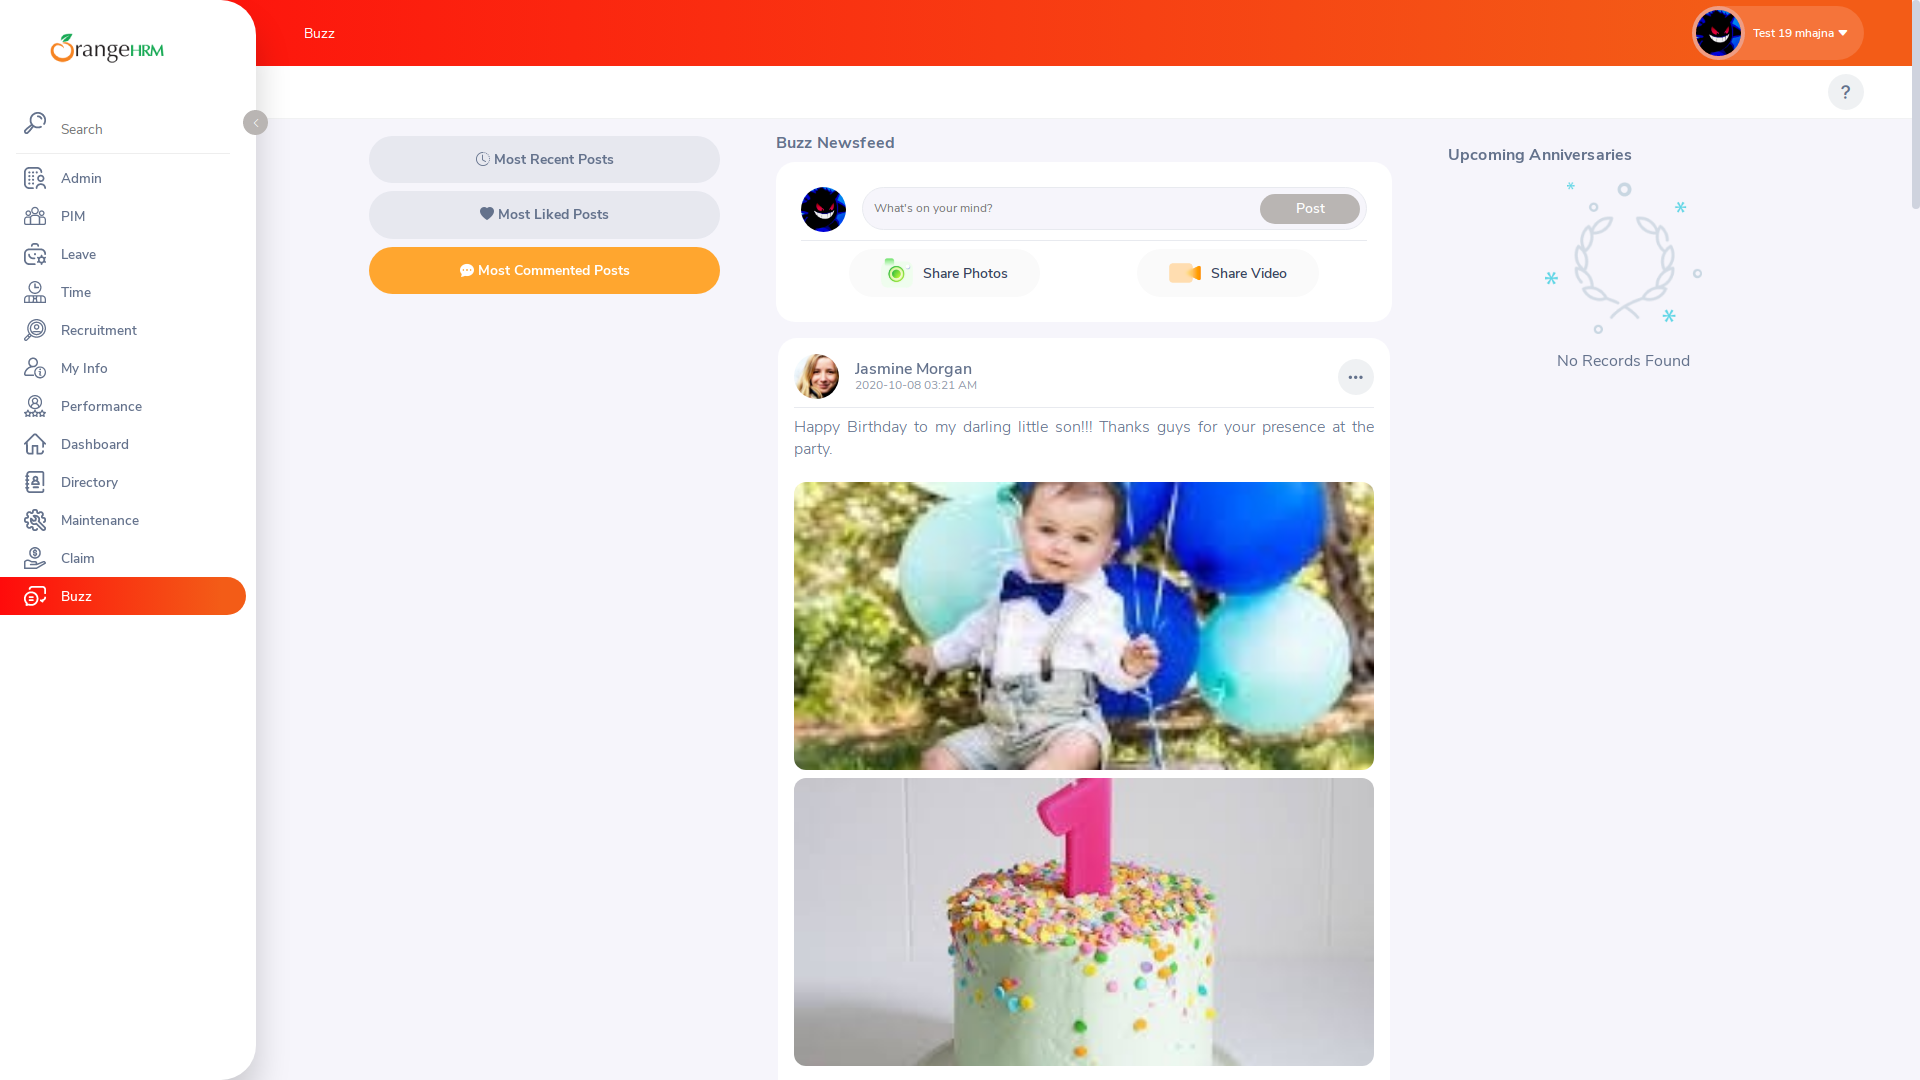 OrangeHRM
Search
Admin
PIM
Leave
Time
Recruitment
My Info
Performance
Dashboard
Directory
Maintenance
Claim
Buzz
Buzz
Test 19 mhajna
?
Most Recent Posts
Most Liked Posts
Most Commented Posts
Buzz Newsfeed
What's on your mind?
Post
Share Photos
Share Video
Jasmine Morgan
2020-10-08 03:21 AM
Happy Birthday to my darling little son!!! Thanks guys for your presence at the
party.
1
Upcoming Anniversaries
No Records Found